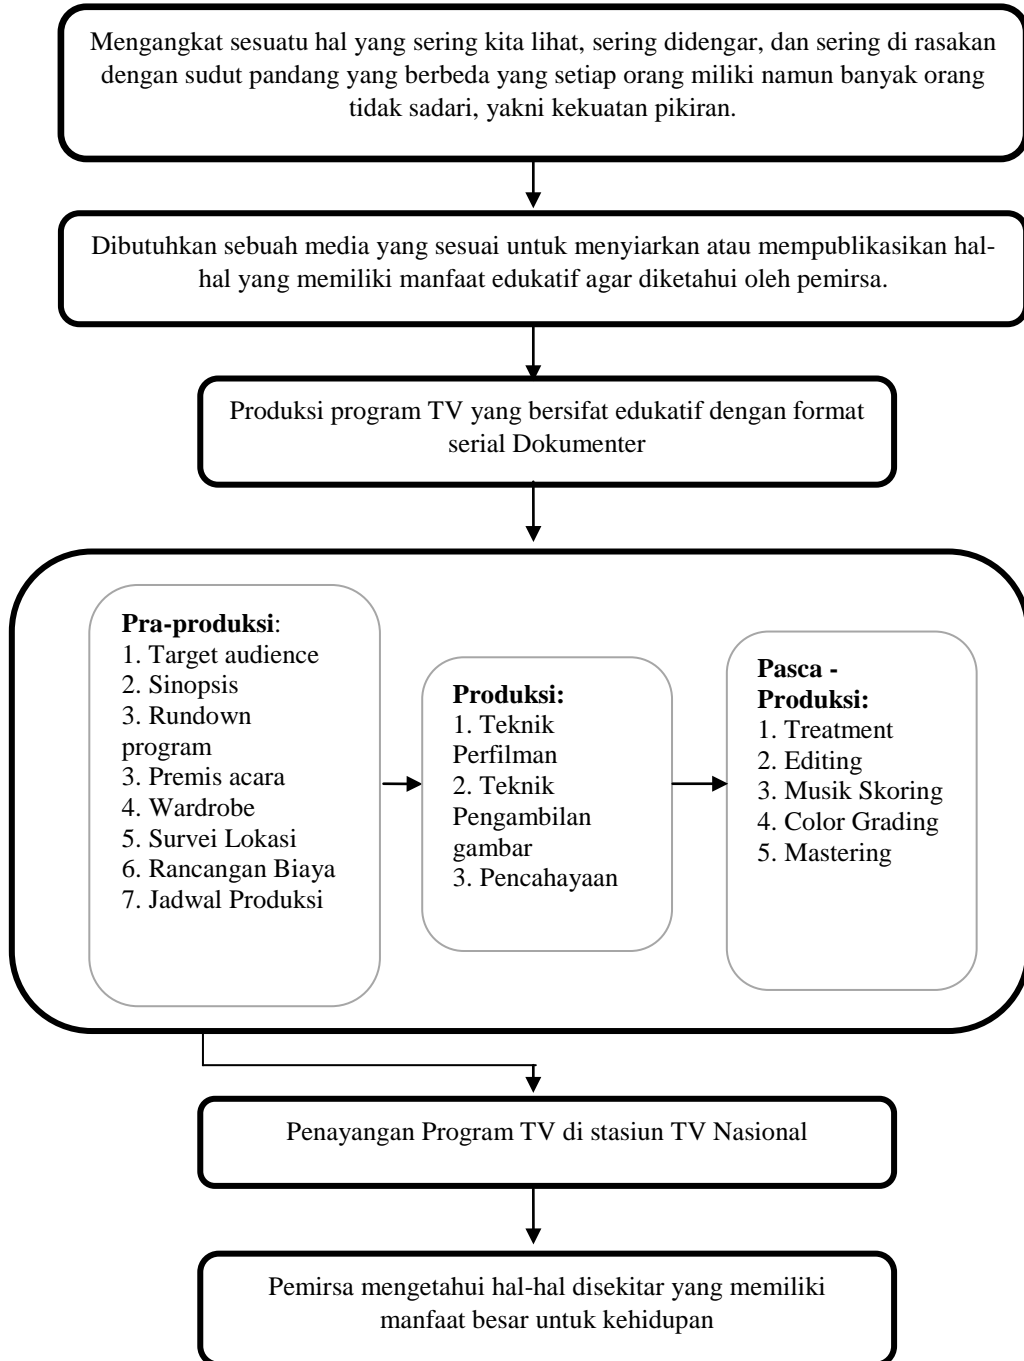 Mengangkat sesuatu hal yang sering kita lihat, sering didengar, dan sering di rasakan
dengan sudut pandang yang berbeda yang setiap orang miliki namun banyak orang
tidak sadari, yakni kekuatan pikiran.
Dibutuhkan sebuah media yang sesuai untuk menyiarkan atau mempublikasikan hal-
hal yang memiliki manfaat edukatif agar diketahui oleh pemirsa.
Produksi program TV yang bersifat edukatif dengan format
serial Dokumenter
Pra-produksi:
1. Target audience
2. Sinopsis
3. Rundown
program
3. Premis acara
4. Wardrobe
5. Survei Lokasi
6. Rancangan Biaya
7. Jadwal Produksi
Produksi:
1. Teknik
Perfilman
2. Teknik
Pengambilan
gambar
3. Pencahayaan
Pasca -
Produksi:
1. Treatment
2. Editing
3. Musik Skoring
4. Color Grading
5. Mastering
Penayangan Program TV di stasiun TV Nasional
Pemirsa mengetahui hal-hal disekitar yang memiliki
manfaat besar untuk kehidupan